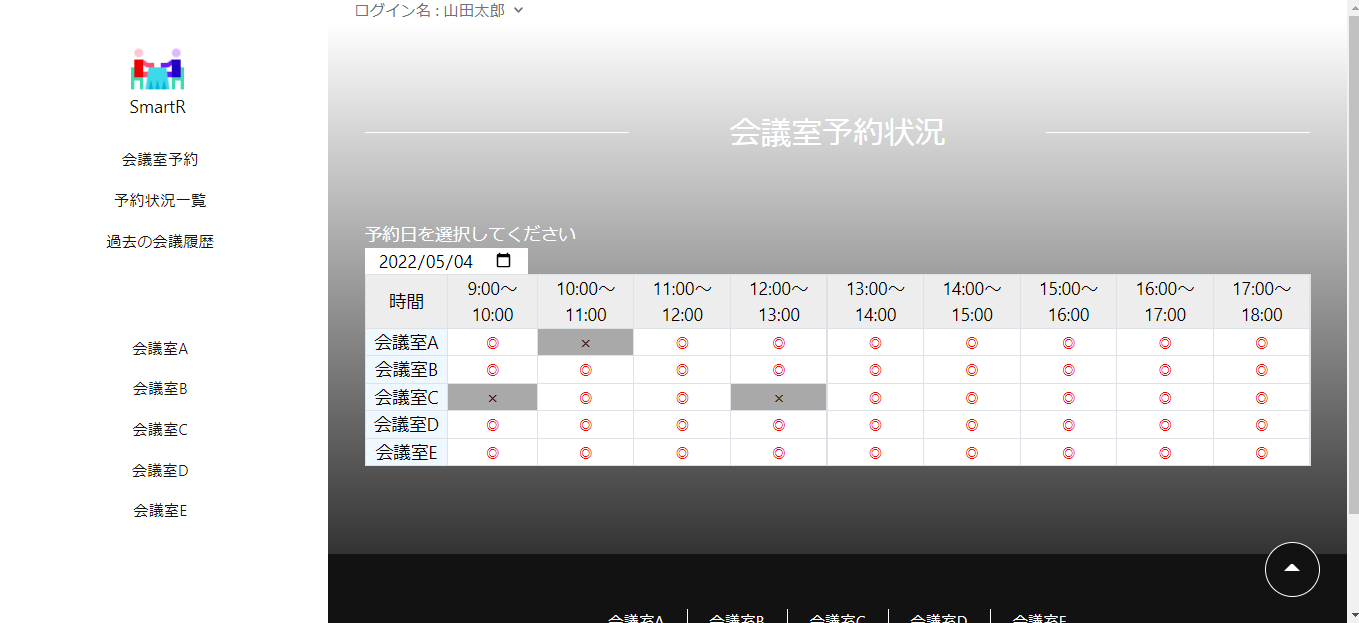 ログイン名 : 山田太郎
SmartR
会議室予約
予約状況一覧
過去の会議履歴
会議室A
会議室B
会議室C
会議室D
会議室E
会議室予約状況
予約日を選択してください
2022/05/04
時間 9:00～10:00 10:00～11:00 11:00～12:00 12:00～13:00 13:00～14:00 14:00～15:00 15:00～16:00 16:00～17:00 17:00～18:00
会議室A ◎ × ◎ ◎ ◎ ◎ ◎ ◎ ◎
会議室B ◎ ◎ ◎ ◎ ◎ ◎ ◎ ◎ ◎
会議室C × ◎ ◎ × ◎ ◎ ◎ ◎ ◎
会議室D ◎ ◎ ◎ ◎ ◎ ◎ ◎ ◎ ◎
会議室E ◎ ◎ ◎ ◎ ◎ ◎ ◎ ◎ ◎
会議室A 会議室B 会議室C 会議室D 会議室E